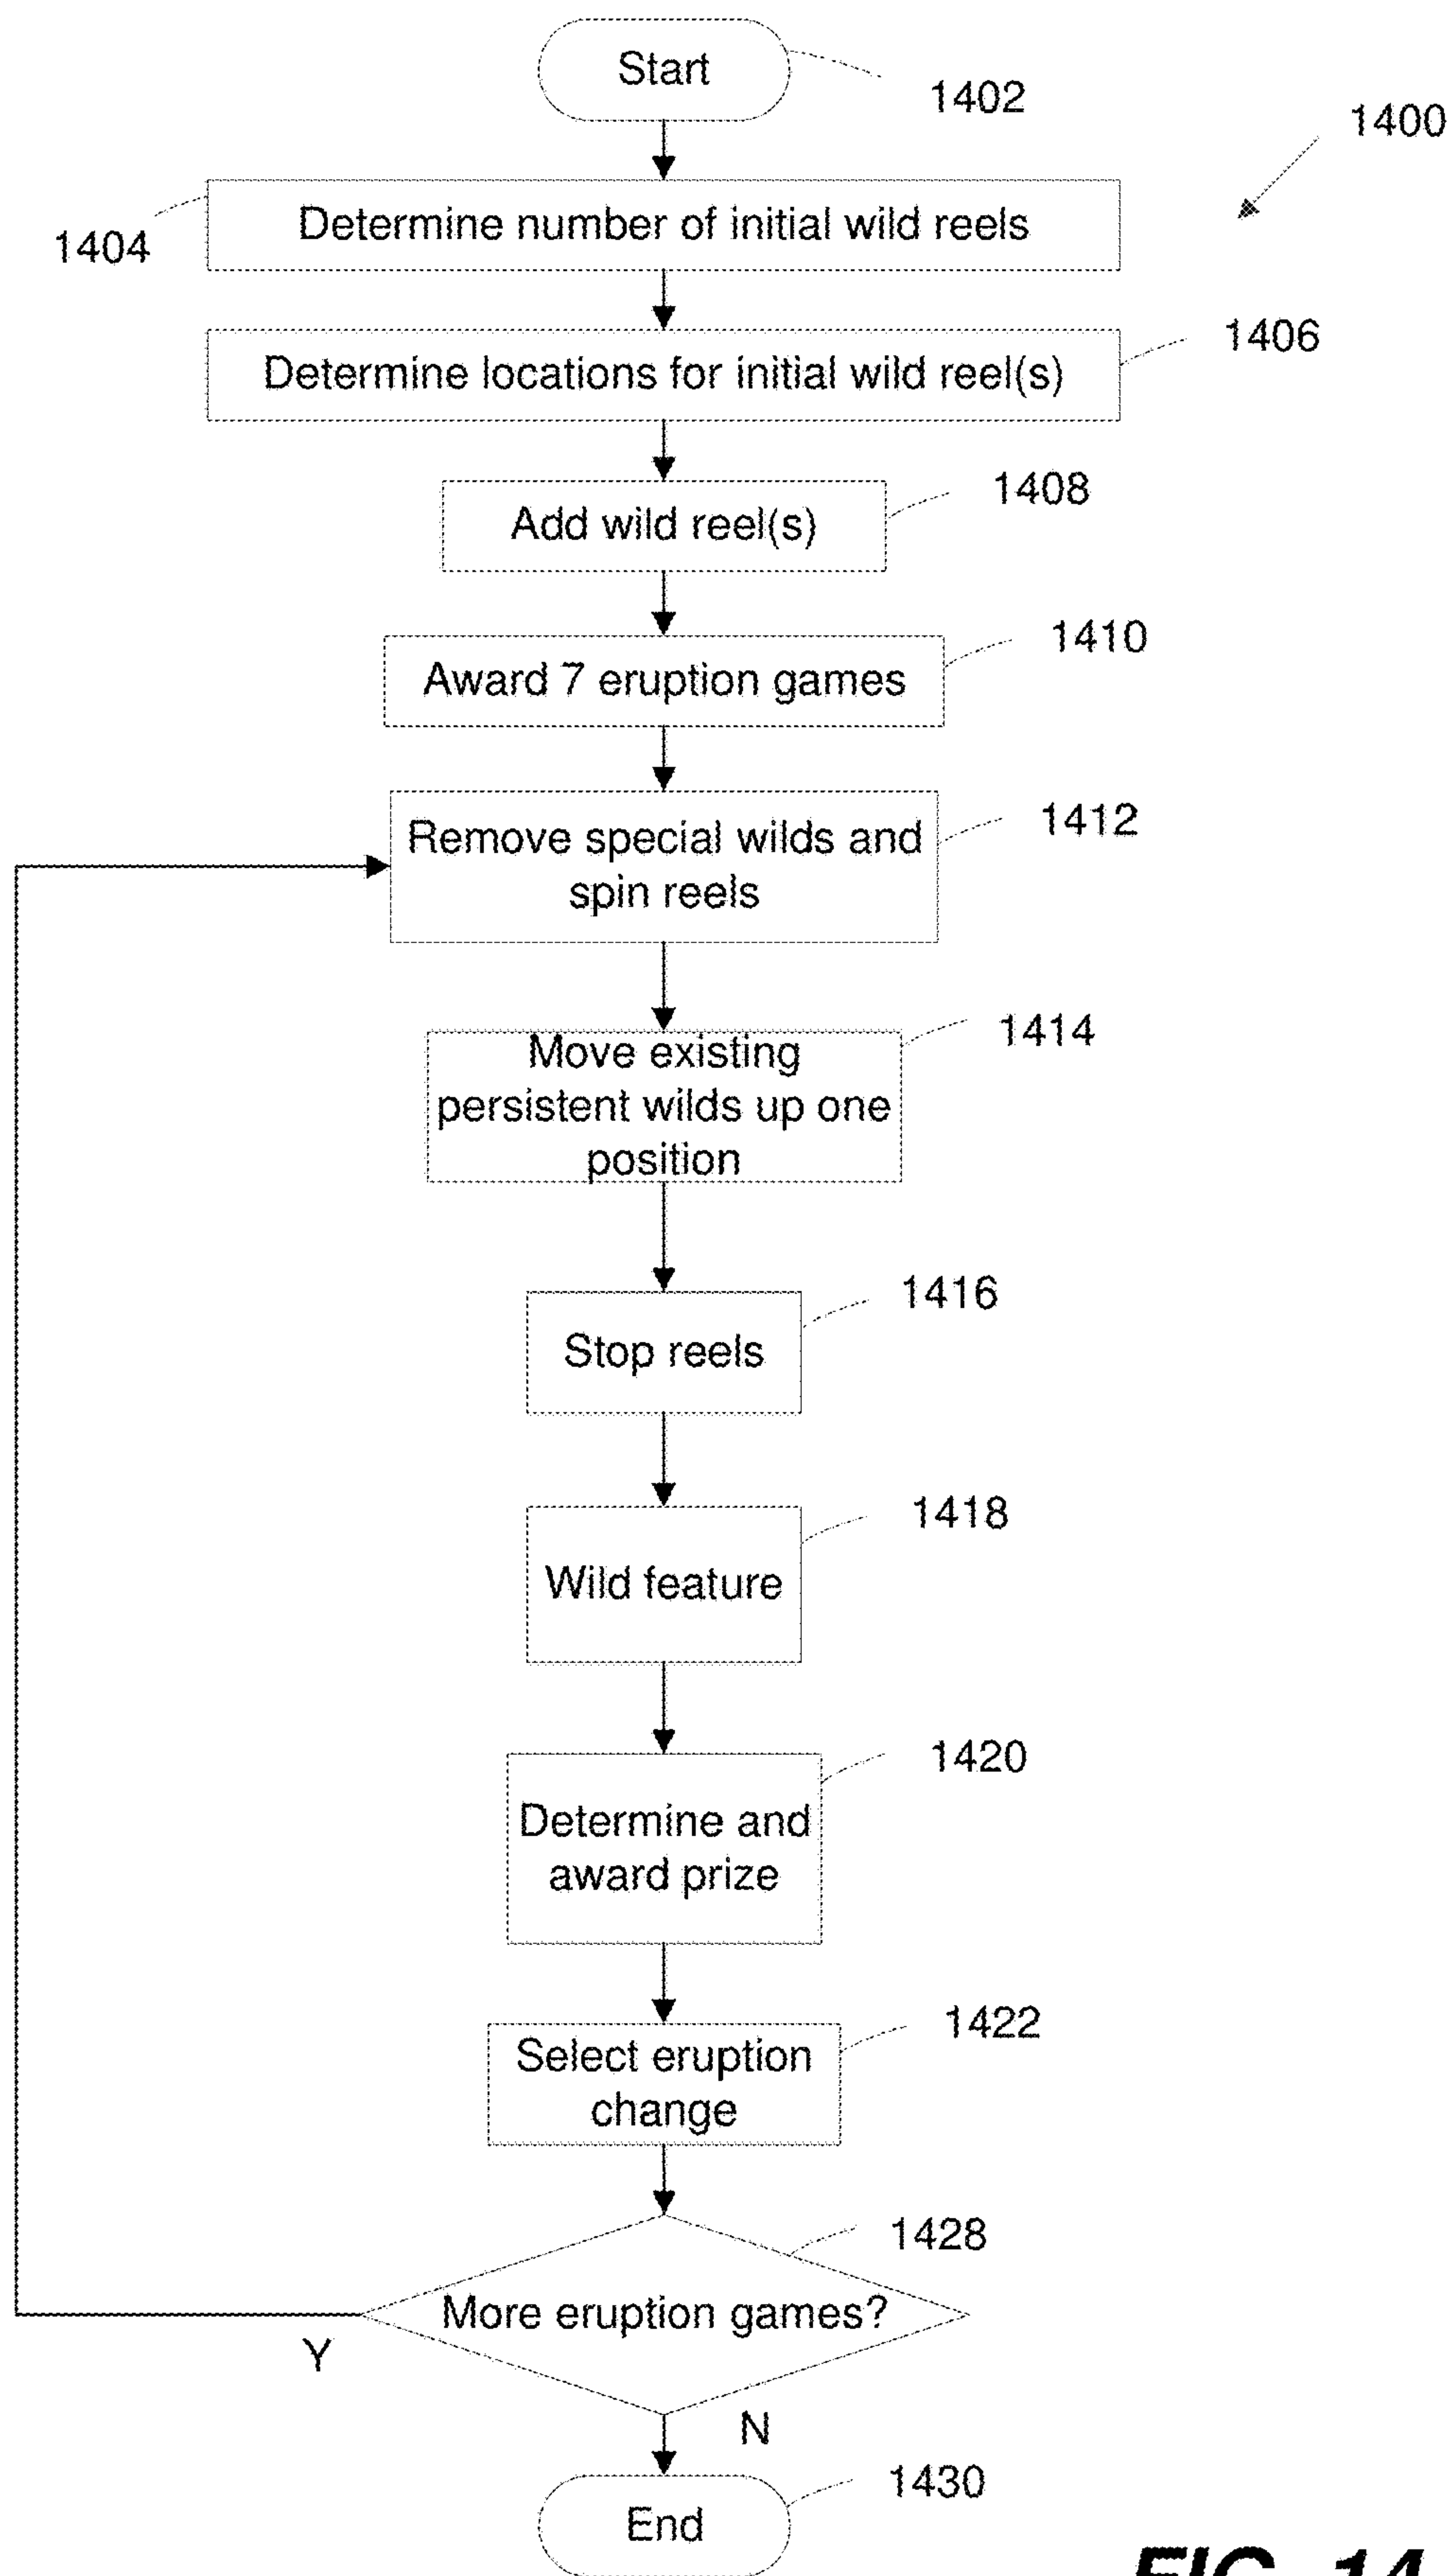 Start
1402
1400
Determine number of initial wild reels
1404
Determine locations for initial wild reel(s)
1406
Add wild reel(s)
1408
Award 7 eruption games
1410
Remove special wilds and
spin reels
1412
Move existing
persistent wilds up one
position
1414
Stop reels
1416
Wild feature
1418
Determine and
award prize
1420
Select eruption
change
1422
More eruption games?
1428
Y
N
End
1430
FIG. 14